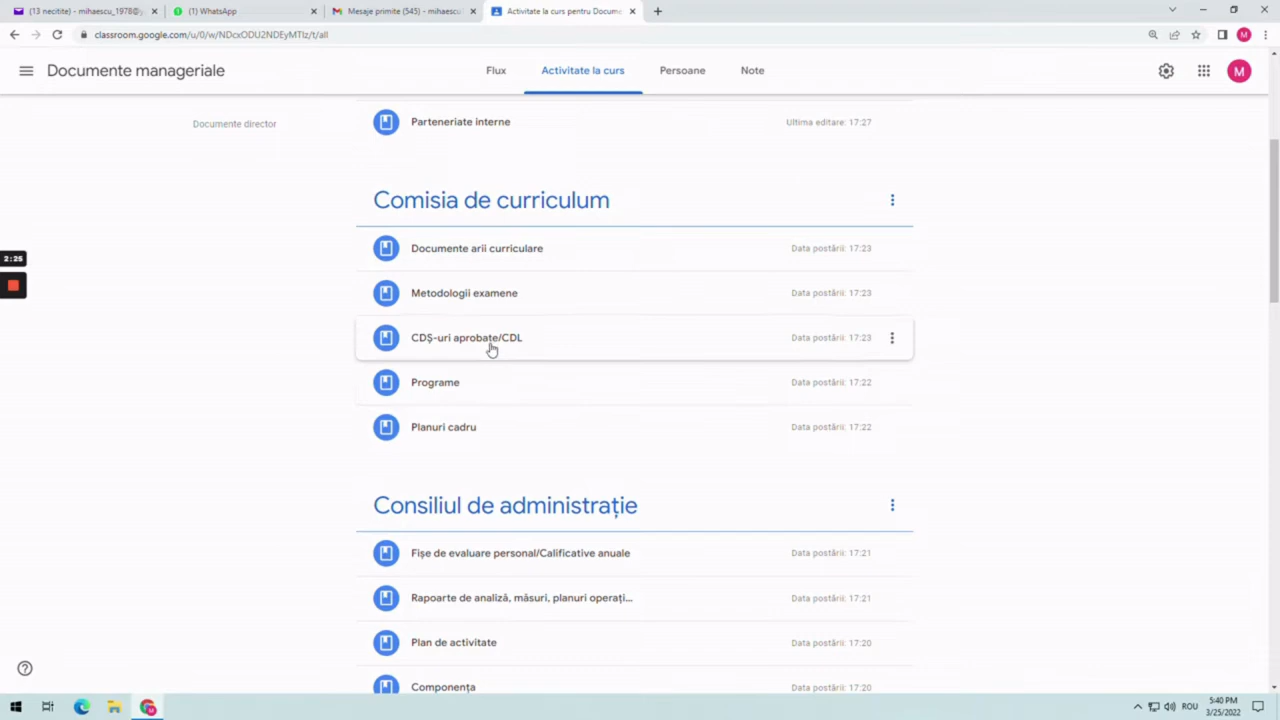 (13 necitite) - mihaescu_1978@y
(1) WhatsApp
Mesaje primite (545) - mihaescu
Activitate la curs pentru Docume
classroom.google.com/u/0/w/NDcxODU2NDEyMTIz/t/all
M
Documente manageriale
Flux
Activitate la curs
Persoane
Note
M
Documente director
Parteneriate interne
Ultima editare: 17:27
Comisia de curriculum
Documente arii curriculare
Data postării: 17:23
Metodologii examene
Data postării: 17:23
2:25
CDȘ-uri aprobate/CDL
Data postării: 17:23
Programe
Data postării: 17:22
Planuri cadru
Data postării: 17:22
Consiliul de administrație
Fișe de evaluare personal/Calificative anuale
Data postării: 17:21
Rapoarte de analiză, măsuri, planuri operați...
Data postării: 17:21
Plan de activitate
Data postării: 17:20
Componența
Data postării: 17:20
ROU
5:40 PM
3/25/2022